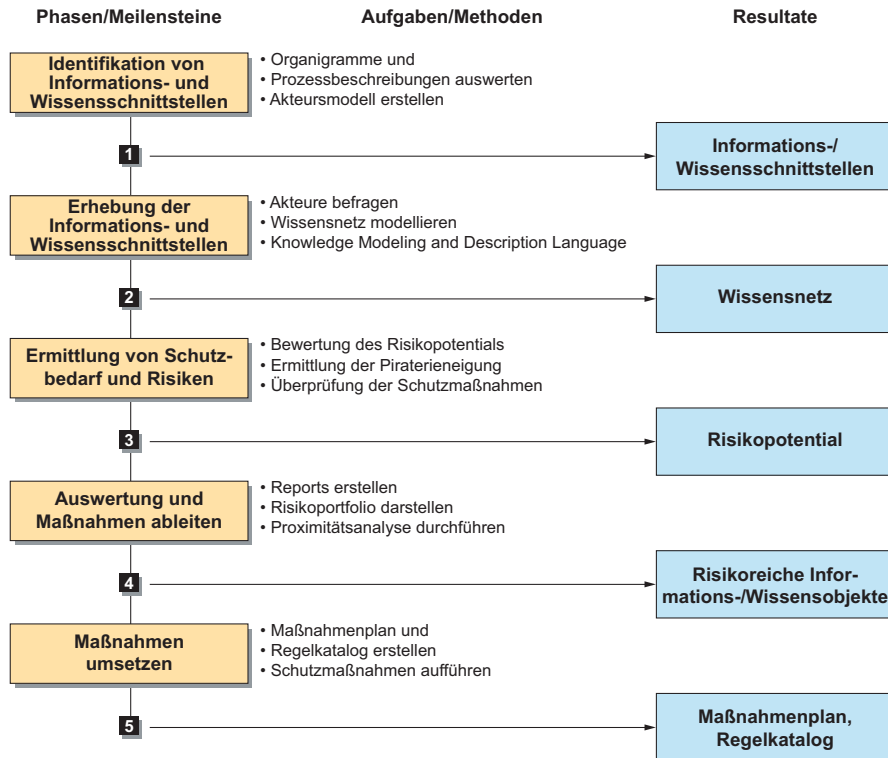 Phasen/Meilensteine
Aufgaben/Methoden
Resultate
Identifikation von
Informations- und
Wissensschnittstellen
• Organigramme und
• Prozessbeschreibungen auswerten
• Akteursmodell erstellen
1
Informations-/
Wissensschnittstellen
Erhebung der
Informations- und
Wissensschnittstellen
• Akteure befragen
• Wissensnetz modellieren
• Knowledge Modeling and Description Language
2
Wissensnetz
Ermittlung von Schutz-
bedarf und Risiken
• Bewertung des Risikopotentials
• Ermittlung der Piraterieneigung
• Überprüfung der Schutzmaßnahmen
3
Risikopotential
Auswertung und
Maßnahmen ableiten
• Reports erstellen
• Risikoportfolio darstellen
• Proximitätsanalyse durchführen
4
Risikoreiche Infor-
mations-/Wissensobjekte
Maßnahmen
umsetzen
• Maßnahmenplan und
• Regelkatalog erstellen
• Schutzmaßnahmen aufführen
5
Maßnahmenplan,
Regelkatalog